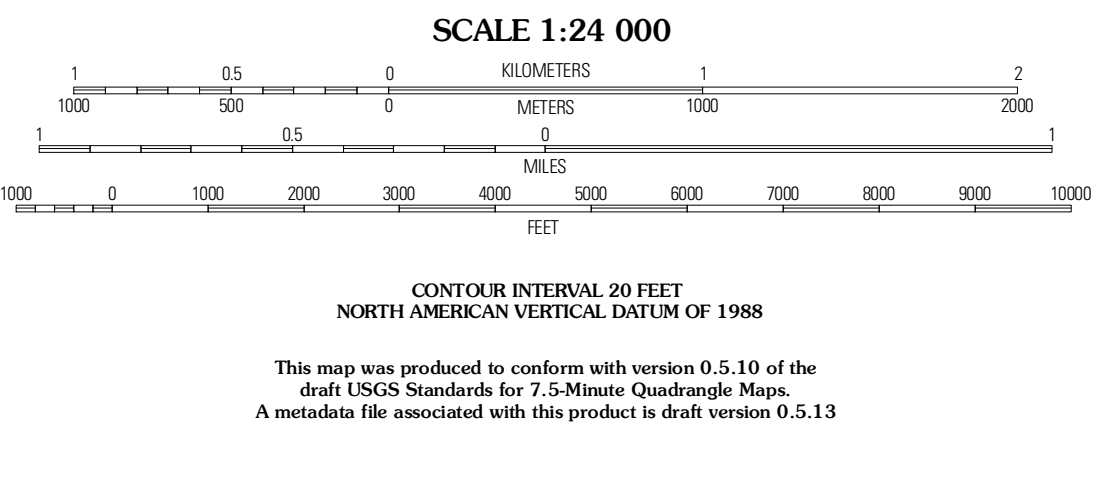 SCALE 1:24 000
1 0.5 0 KILOMETERS 1 2
1000 500 0 METERS 1000 2000
1 0.5 0 1
MILES
1000 0 1000 2000 3000 4000 5000 6000 7000 8000 9000 10000
FEET
CONTOUR INTERVAL 20 FEET
NORTH AMERICAN VERTICAL DATUM OF 1988
This map was produced to conform with version 0.5.10 of the
draft USGS Standards for 7.5-Minute Quadrangle Maps.
A metadata file associated with this product is draft version 0.5.13